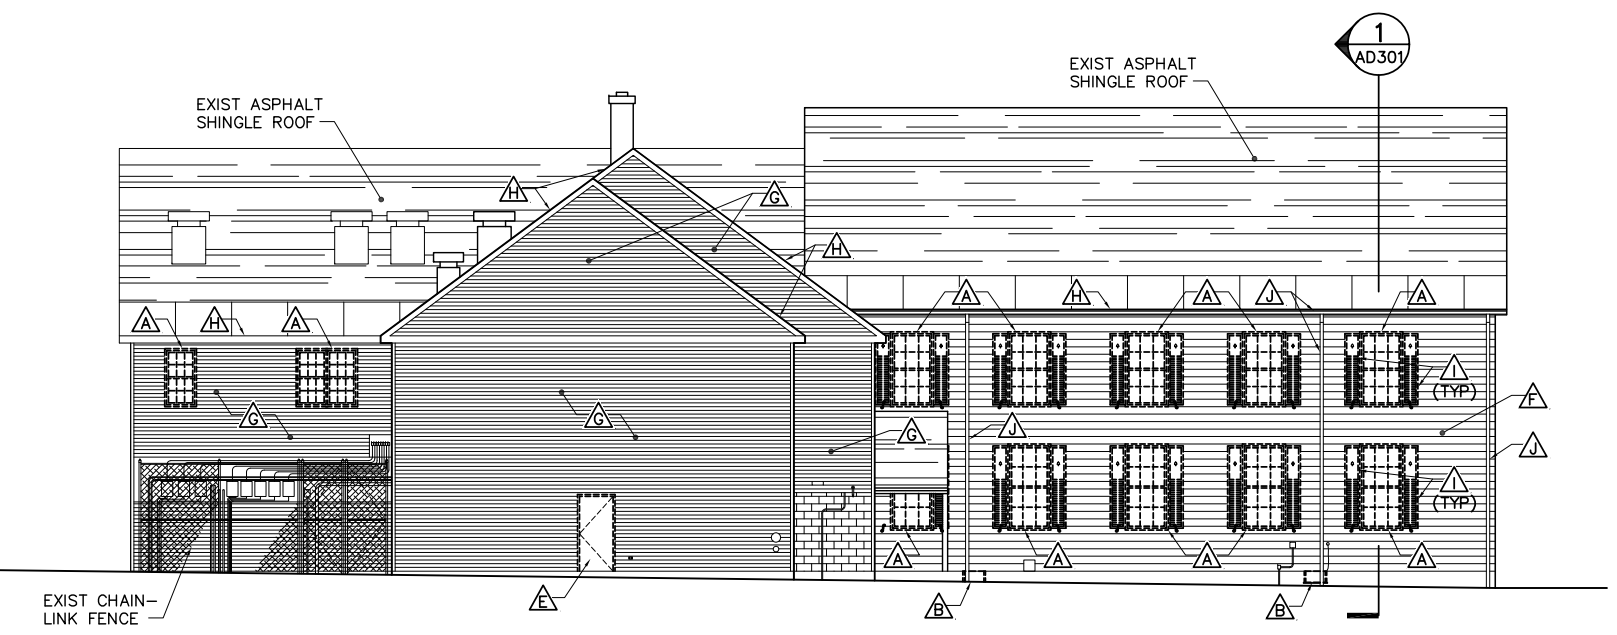 1
AD301
EXIST ASPHALT
SHINGLE ROOF
EXIST ASPHALT
SHINGLE ROOF
H
G
H
A
H
A
A
H
A
J
A
I
(TYP)
F
G
G
G
J
J
I
(TYP)
A
A
A
A
EXIST CHAIN-
LINK FENCE
E
B
B